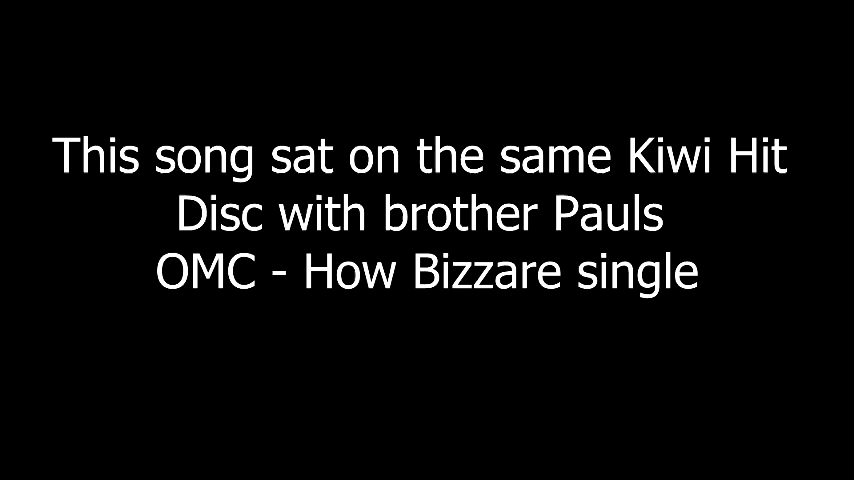 This song sat on the same Kiwi Hit
Disc with brother Pauls
OMC - How Bizzare single